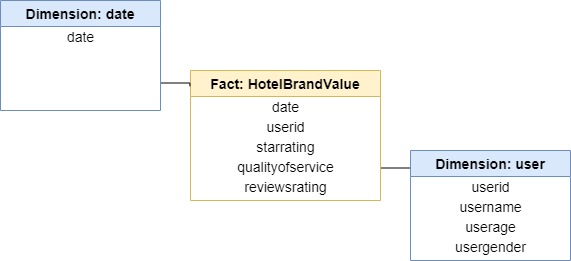 Dimension: date
date
Fact: HotelBrandValue
date
userid
starrating
qualityofservice
reviewsrating
Dimension: user
userid
username
userage
usergender